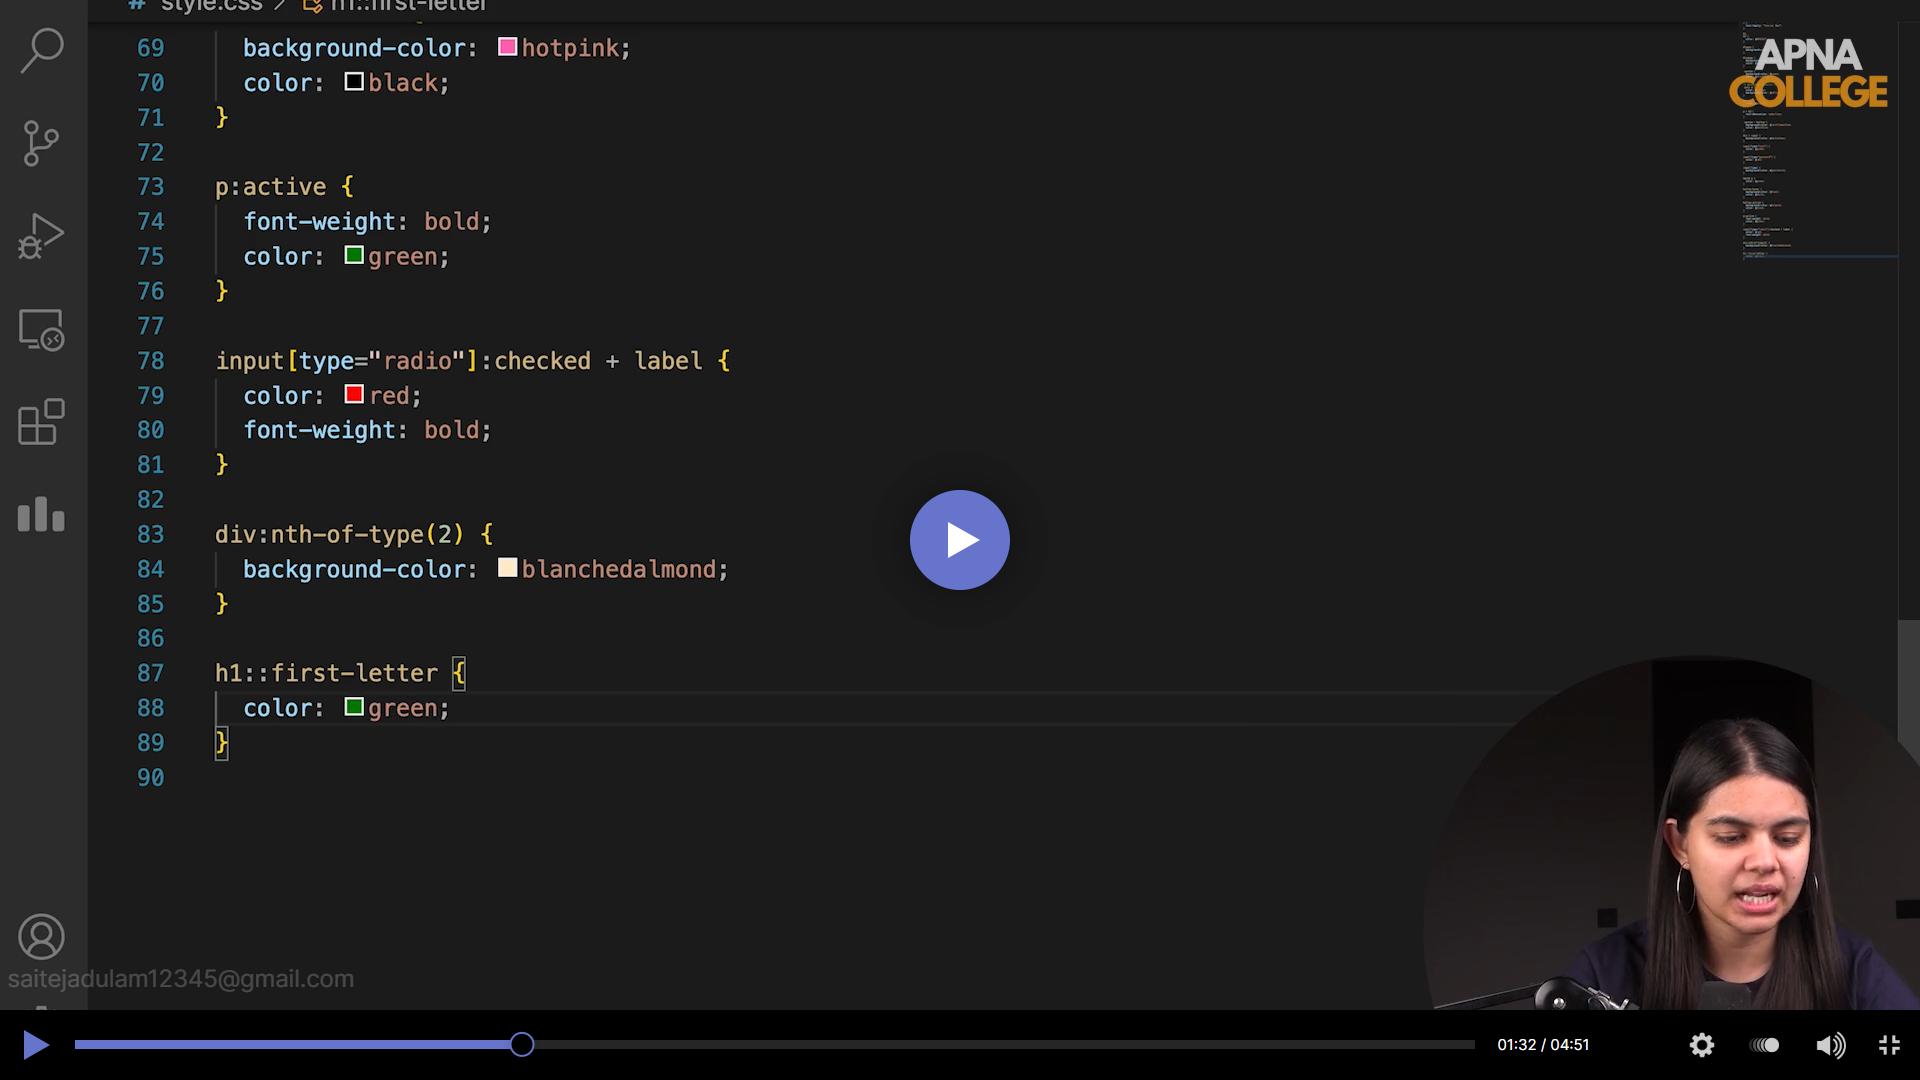 # style.css > h1::first-letter
APNA
COLLEGE
69 background-color: hotpink;
70 color: black;
71 }
72
73 p:active {
74 font-weight: bold;
75 color: green;
76 }
77
78 input[type="radio"]:checked + label {
79 color: red;
80 font-weight: bold;
81 }
82
83 div:nth-of-type(2) {
84 background-color: blanchedalmond;
85 }
86
87 h1::first-letter {
88 color: green;
89 }
90
saitejadulam12345@gmail.com
01:32 / 04:51